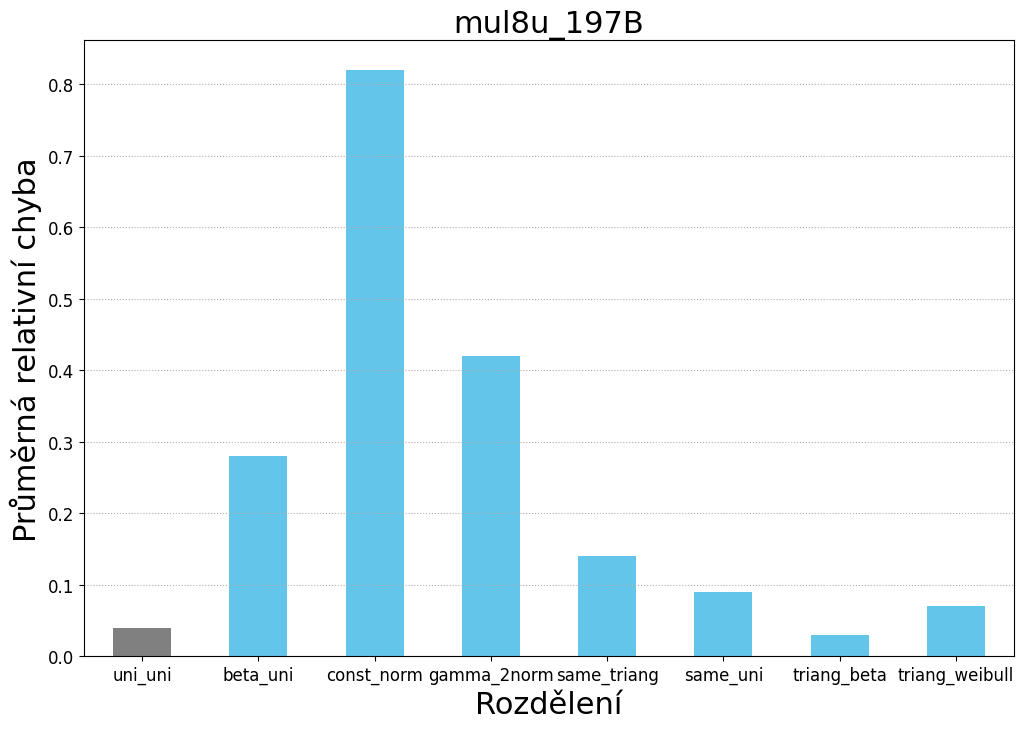 mul8u_197B
Průměrná relativní chyba
0.8
0.7
0.6
0.5
0.4
0.3
0.2
0.1
0.0
uni_uni beta_uni const_norm gamma_2norm same_triang same_uni triang_beta triang_weibull
Rozdělení